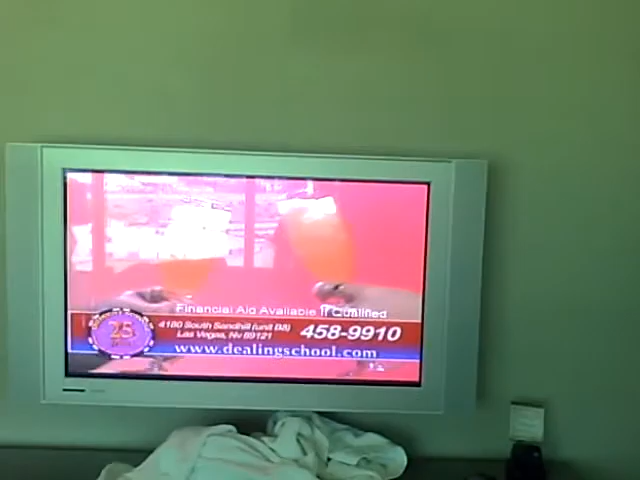 Financial Aid Available If Qualified
4180 South Sandhill (unit B8)
Las Vegas, Nv 89121
458-9910
25
www.dealingschool.com